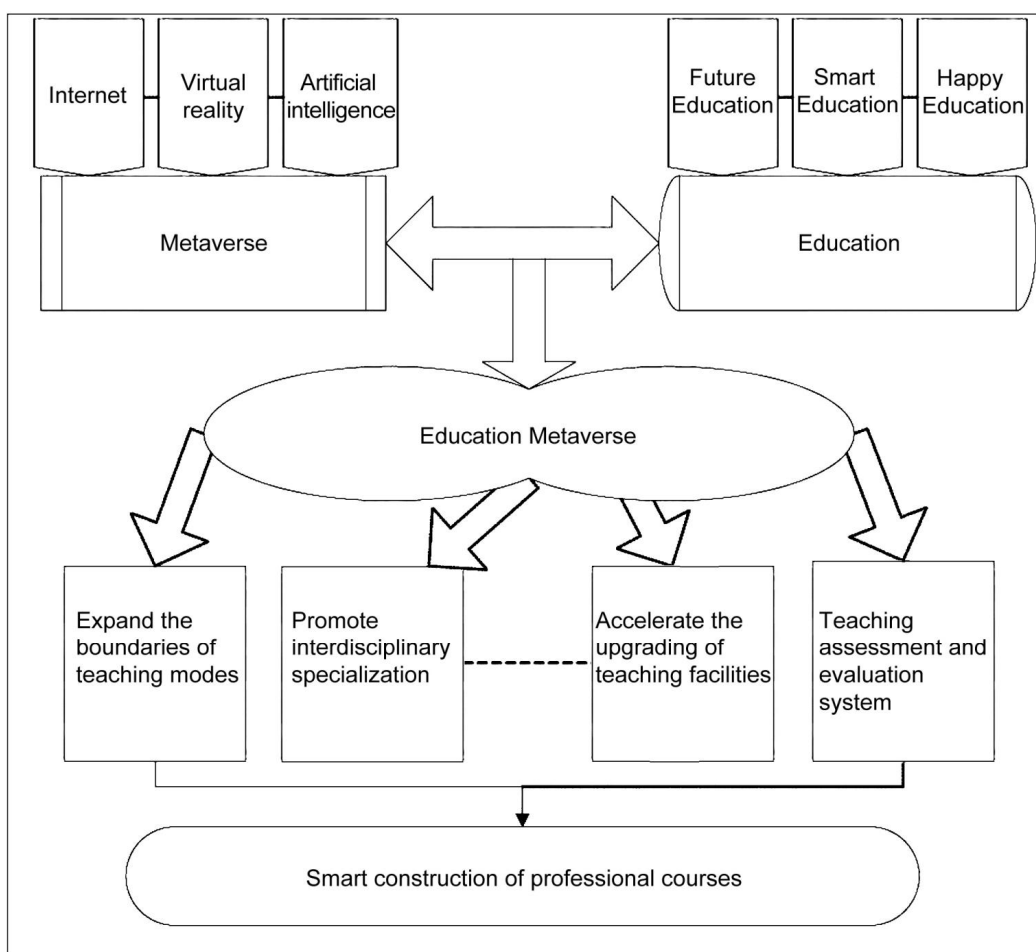 Internet
Virtual
reality
Artificial
intelligence
Future
Education
Smart
Education
Happy
Education
Metaverse
Education
Education Metaverse
Expand the
boundaries of
teaching modes
Promote
interdisciplinary
specialization
Accelerate the
upgrading of
teaching facilities
Teaching
assessment and
evaluation
system
Smart construction of professional courses